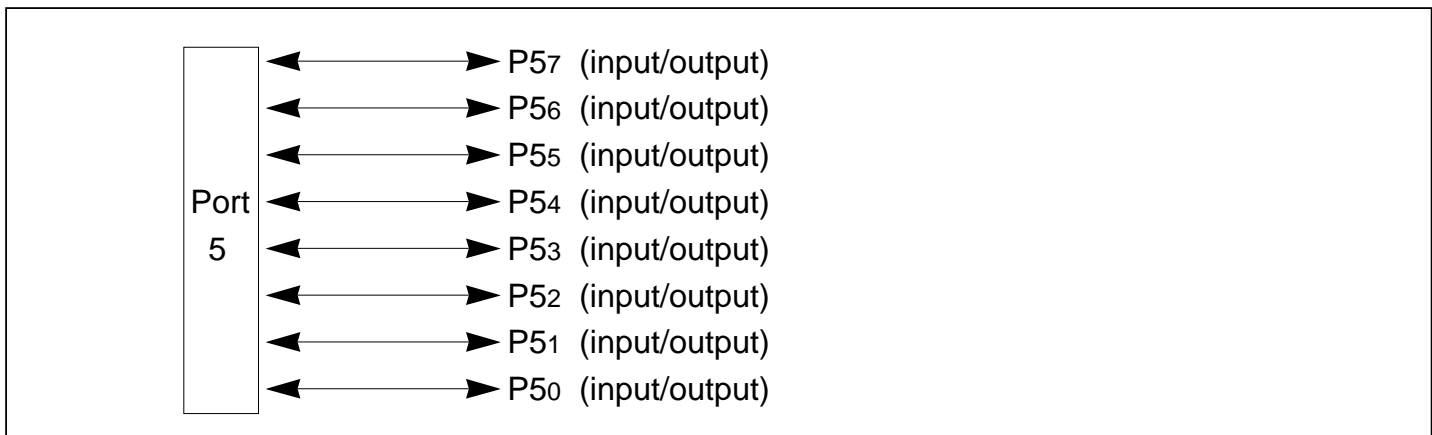 P57 (input/output)
P56 (input/output)
P55 (input/output)
Port
P54 (input/output)
5
P53 (input/output)
P52 (input/output)
P51 (input/output)
P50 (input/output)